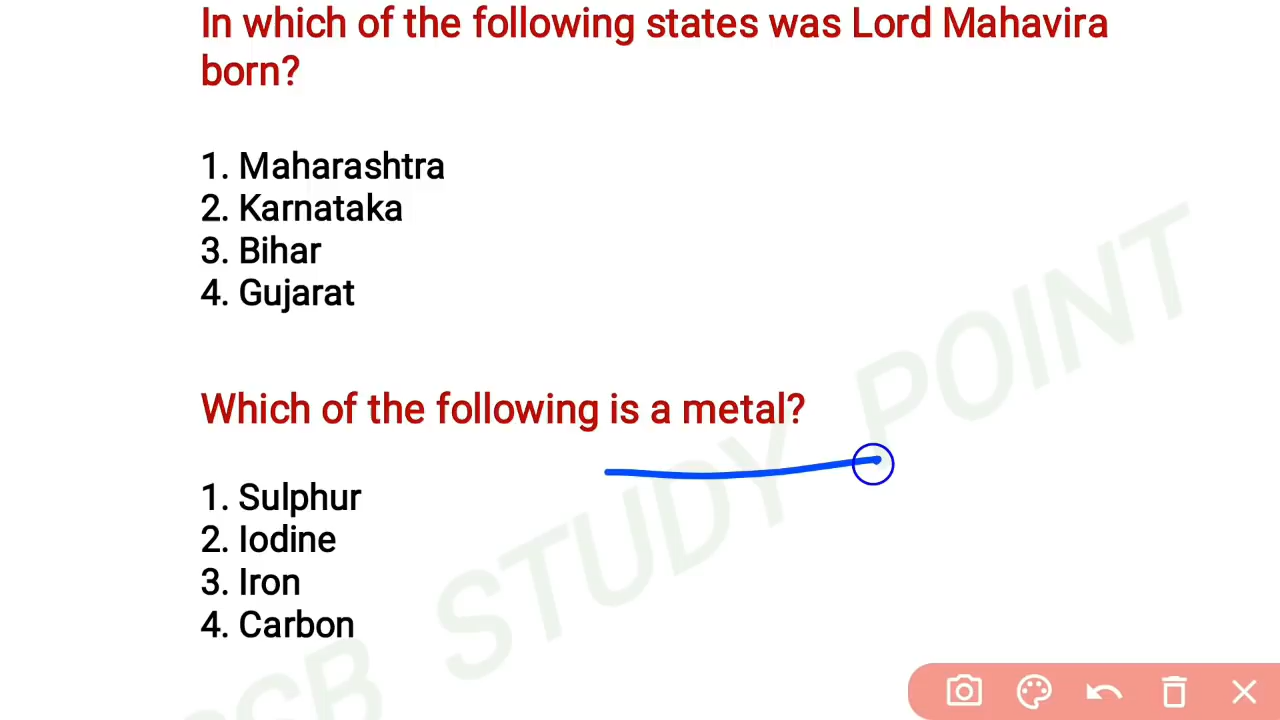 In which of the following states was Lord Mahavira
born?
1. Maharashtra
2. Karnataka
3. Bihar
4. Gujarat
Which of the following is a metal?
1. Sulphur
2. Iodine
3. Iron
4. Carbon
SSB STUDY POINT